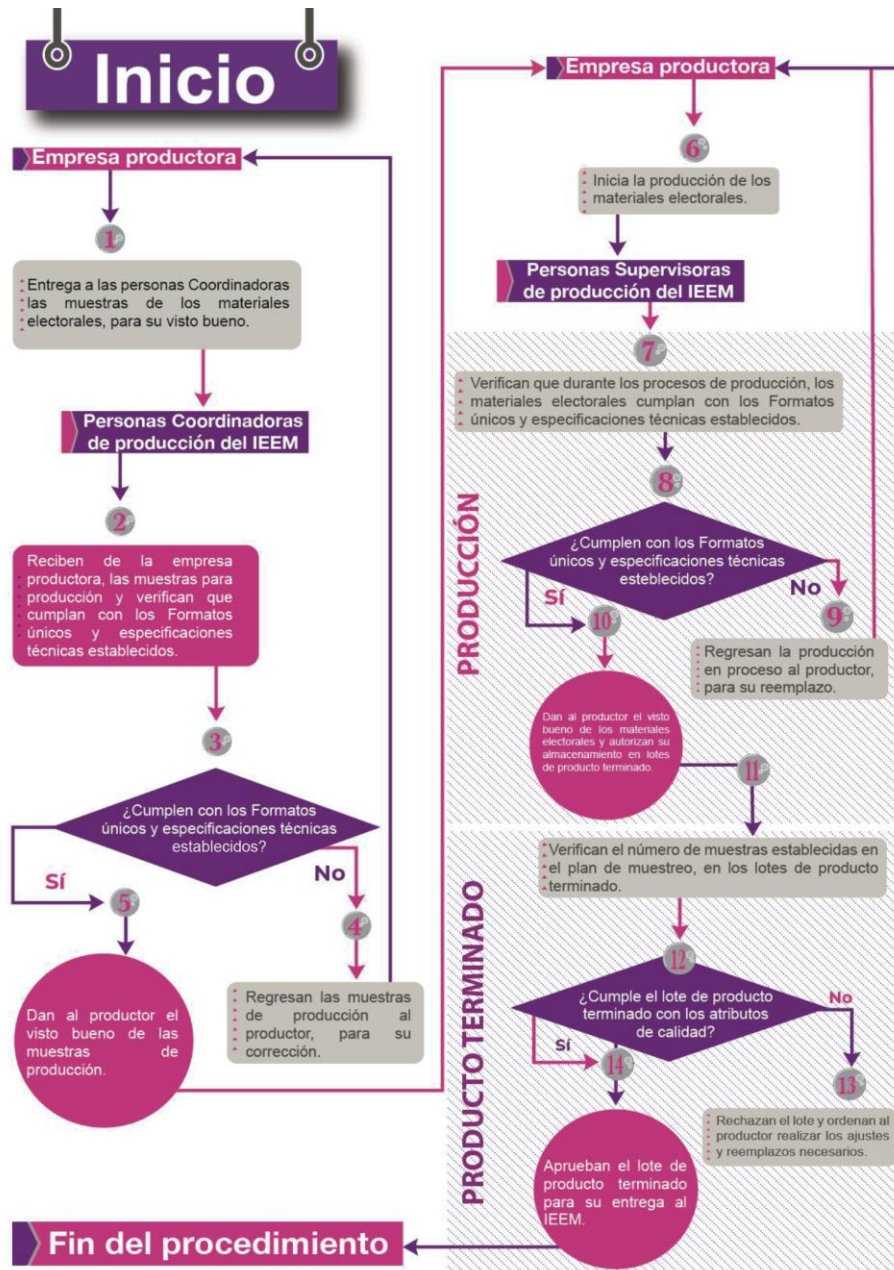 Inicio
Empresa productora
1
Entrega a las personas Coordinadoras
las muestras de los materiales
electorales, para su visto bueno.
Personas Coordinadoras
de producción del IEEM
2
Reciben de la empresa
productora, las muestras para
producción y verifican que
cumplan con los Formatos
únicos y especificaciones
técnicas establecidos.
3
¿Cumplen con los Formatos
únicos y especificaciones técnicas
establecidos?
Sí
No
5
4
Dan al productor el
visto bueno de las
muestras de
producción.
Regresan las muestras
de producción al
productor, para su
corrección.
Empresa productora
6
Inicia la producción de los
materiales electorales.
Personas Supervisoras
de producción del IEEM
PRODUCCIÓN
7
Verifican que durante los procesos de producción, los
materiales electorales cumplan con los Formatos
únicos y especificaciones técnicas establecidos.
8
¿Cumplen con los Formatos
únicos y especificaciones técnicas
esteblecidos?
Sí
No
10
9
Regresan la producción
en proceso al productor,
para su reemplazo.
Dan al productor el visto
bueno de los materiales
electorales y autorizan su
almacenamiento en lotes
de producto terminado.
11
PRODUCTO TERMINADO
Verifican el número de muestras establecidas en
el plan de muestreo, en los lotes de producto
terminado.
12
¿Cumple el lote de producto
terminado con los atributos
de calidad?
Sí
No
14
13
Rechazan el lote y ordenan al
productor realizar los ajustes
y reemplazos necesarios.
Aprueban el lote de
producto terminado
para su entrega al
IEEM.
Fin del procedimiento